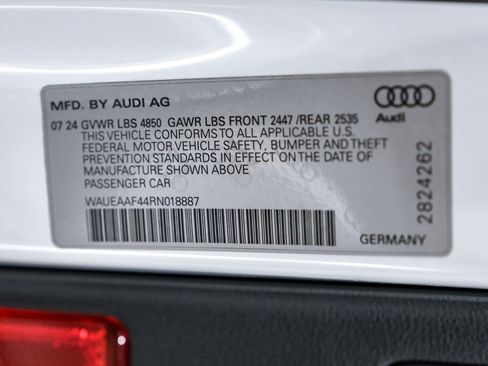 MFD. BY AUDI AG
07 24 GVWR LBS 4850 GAWR LBS FRONT 2447 /REAR 2535
THIS VEHICLE CONFORMS TO ALL APPLICABLE U.S.
FEDERAL MOTOR VEHICLE SAFETY, BUMPER AND THEFT
PREVENTION STANDARDS IN EFFECT ON THE DATE OF
MANUFACTURE SHOWN ABOVE
PASSENGER CAR
WAUEAAF44RN018887
Audi
2824262
GERMANY